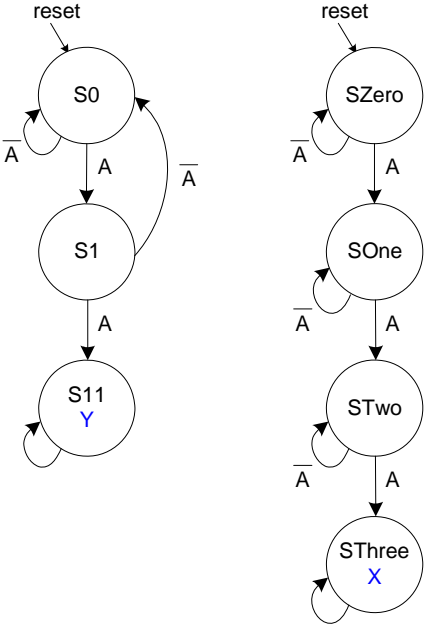 reset
S0
A̅
A
A̅
S1
A
S11
Y
reset
SZero
A̅
A
SOne
A̅
A
STwo
A̅
A
SThree
X